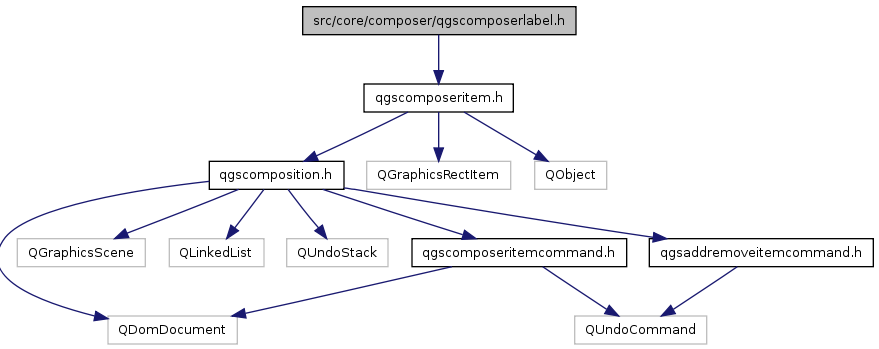 src/core/composer/qgscomposerlabel.h
qgscomposeritem.h
qgscomposition.h
QGraphicsRectItem
QObject
QGraphicsScene
QLinkedList
QUndoStack
qgscomposeritemcommand.h
qgsaddremoveitemcommand.h
QDomDocument
QUndoCommand